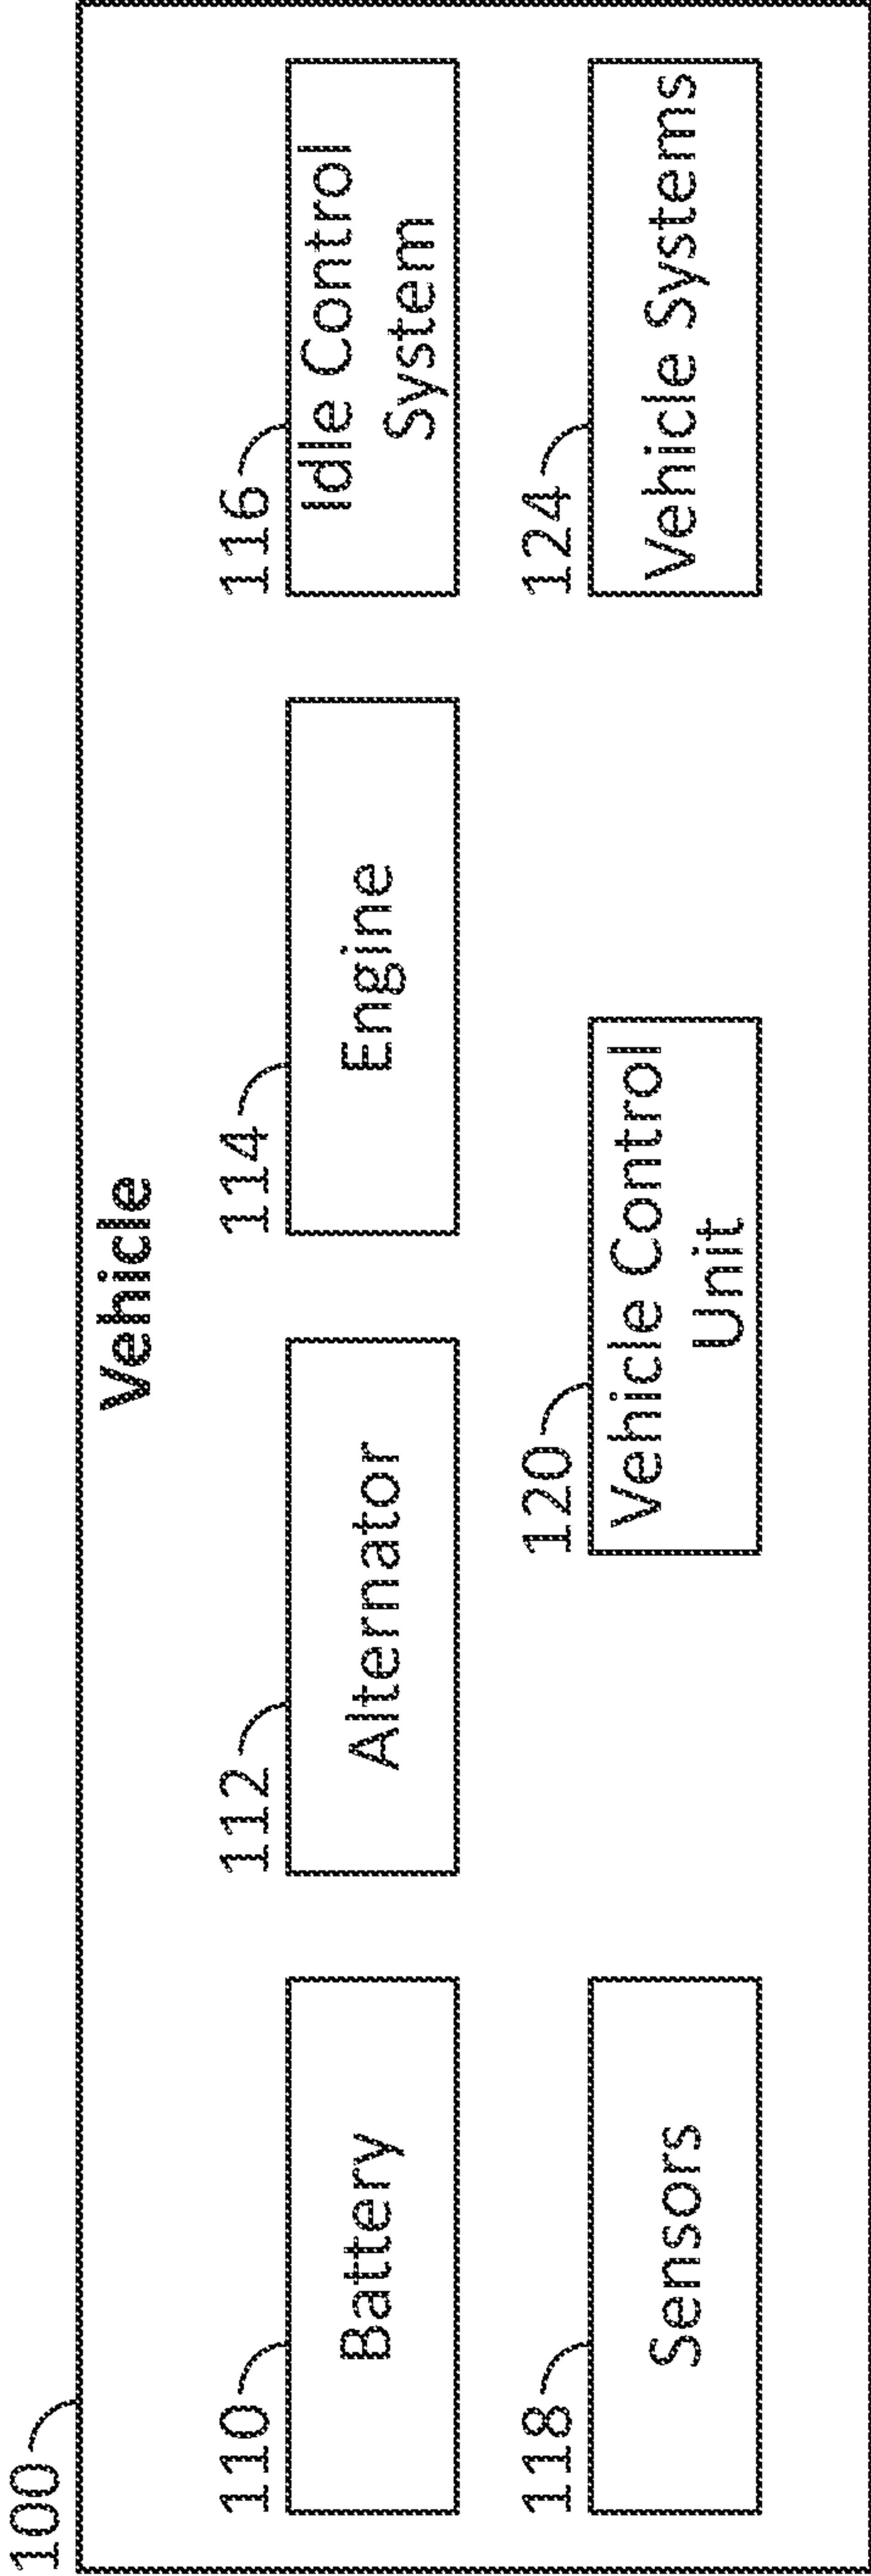 100
Vehicle
110
112
114
116
Battery
Alternator
Engine
Idle Control
System
118
120
124
Sensors
Vehicle Control
Unit
Vehicle Systems